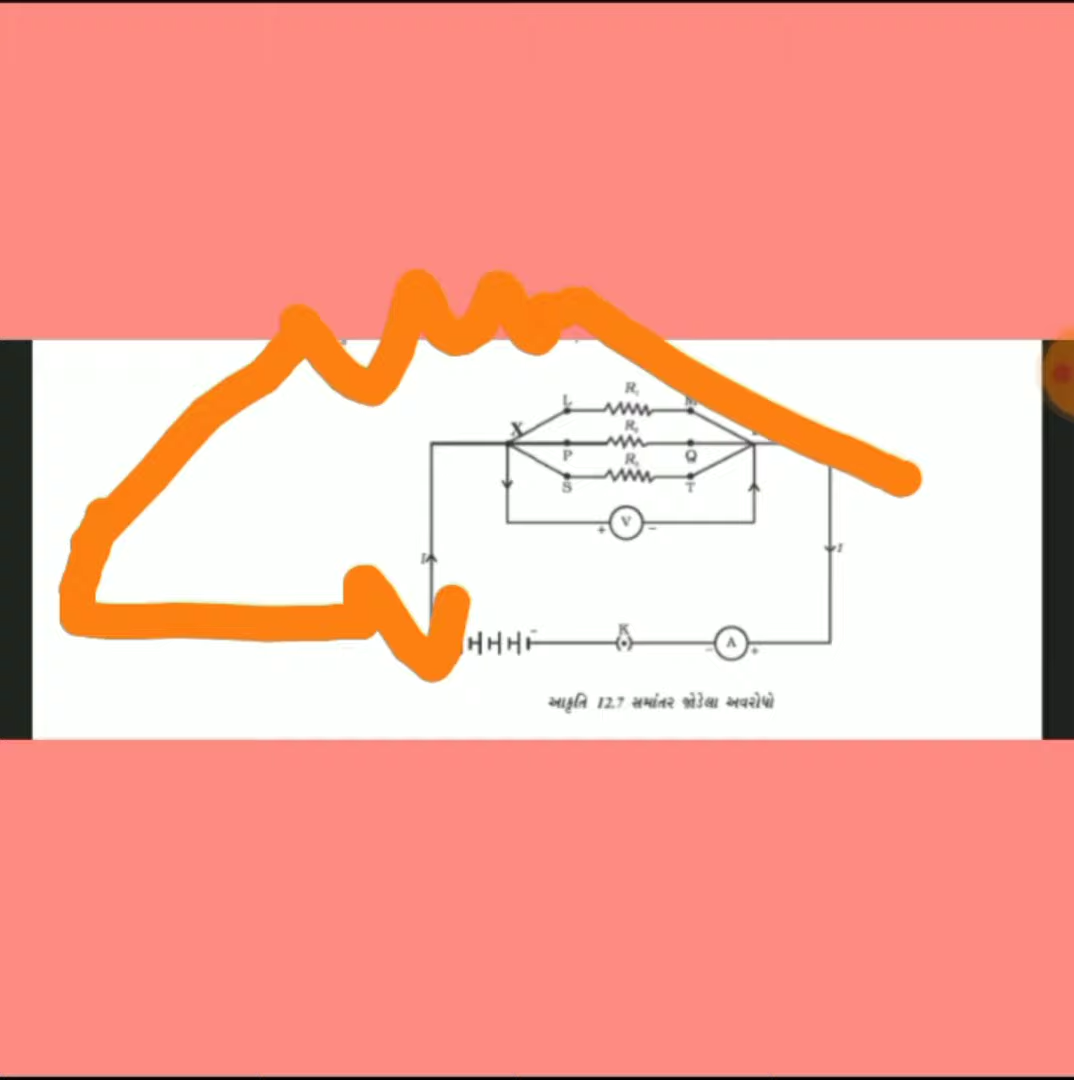 R₁
L M
X R₂
P Q
R₃
S T
+ V −
I I
− K − A +
આકૃતિ 12.7 સમાંતર જોડેલા અવરોધો